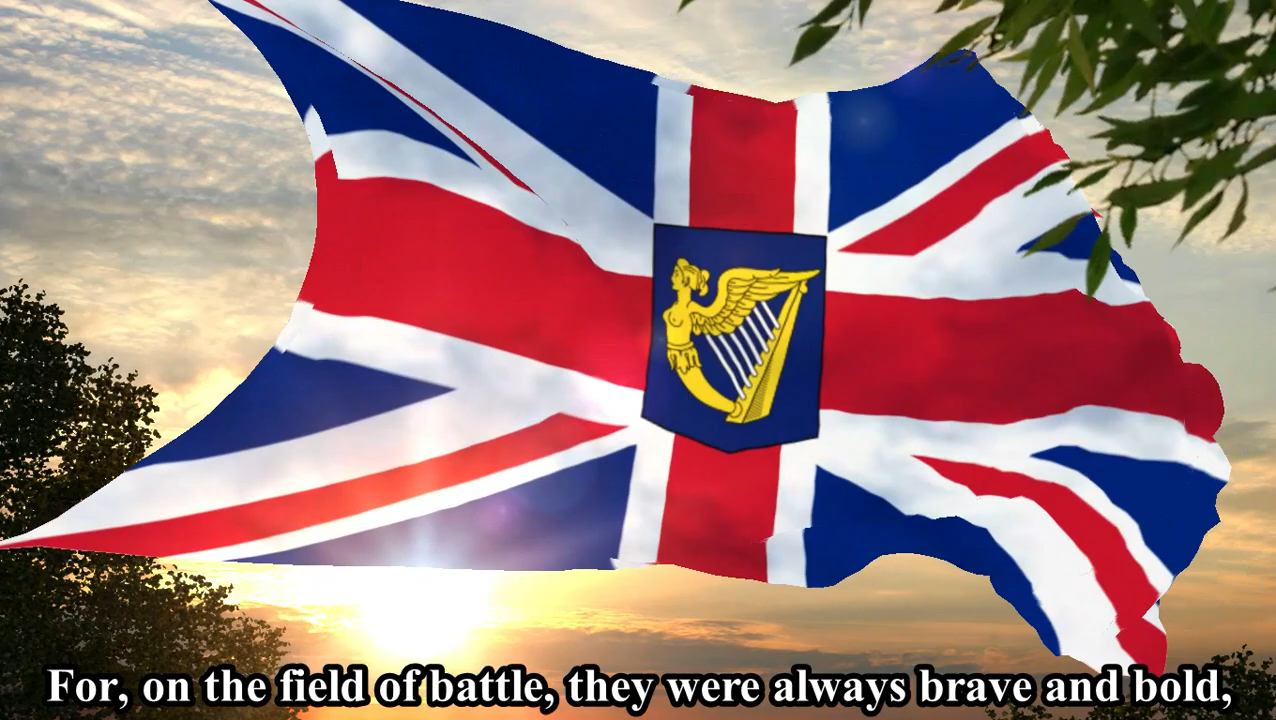 For, on the field of battle, they were always brave and bold,